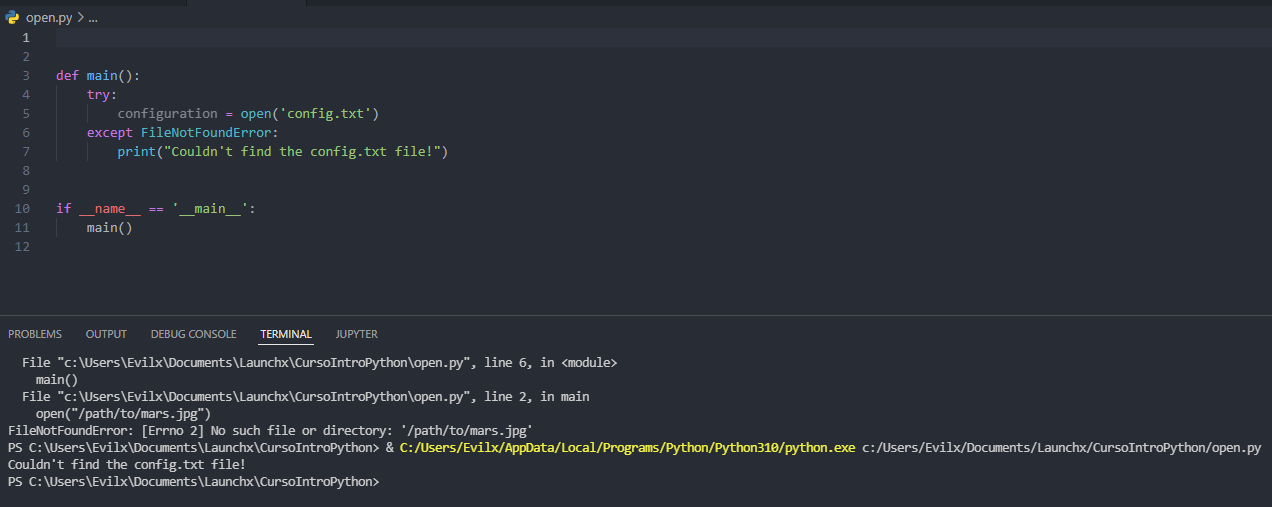 open.py > ...
1
2
3 def main():
4 try:
5 configuration = open('config.txt')
6 except FileNotFoundError:
7 print("Couldn't find the config.txt file!")
8
9
10 if __name__ == '__main__':
11 main()
12
PROBLEMS OUTPUT DEBUG CONSOLE TERMINAL JUPYTER
File "c:\Users\Evilx\Documents\Launchx\CursoIntroPython\open.py", line 6, in <module>
main()
File "c:\Users\Evilx\Documents\Launchx\CursoIntroPython\open.py", line 2, in main
open("/path/to/mars.jpg")
FileNotFoundError: [Errno 2] No such file or directory: '/path/to/mars.jpg'
PS C:\Users\Evilx\Documents\Launchx\CursoIntroPython> & C:/Users/Evilx/AppData/Local/Programs/Python/Python310/python.exe c:/Users/Evilx/Documents/Launchx/CursoIntroPython/open.py
Couldn't find the config.txt file!
PS C:\Users\Evilx\Documents\Launchx\CursoIntroPython>